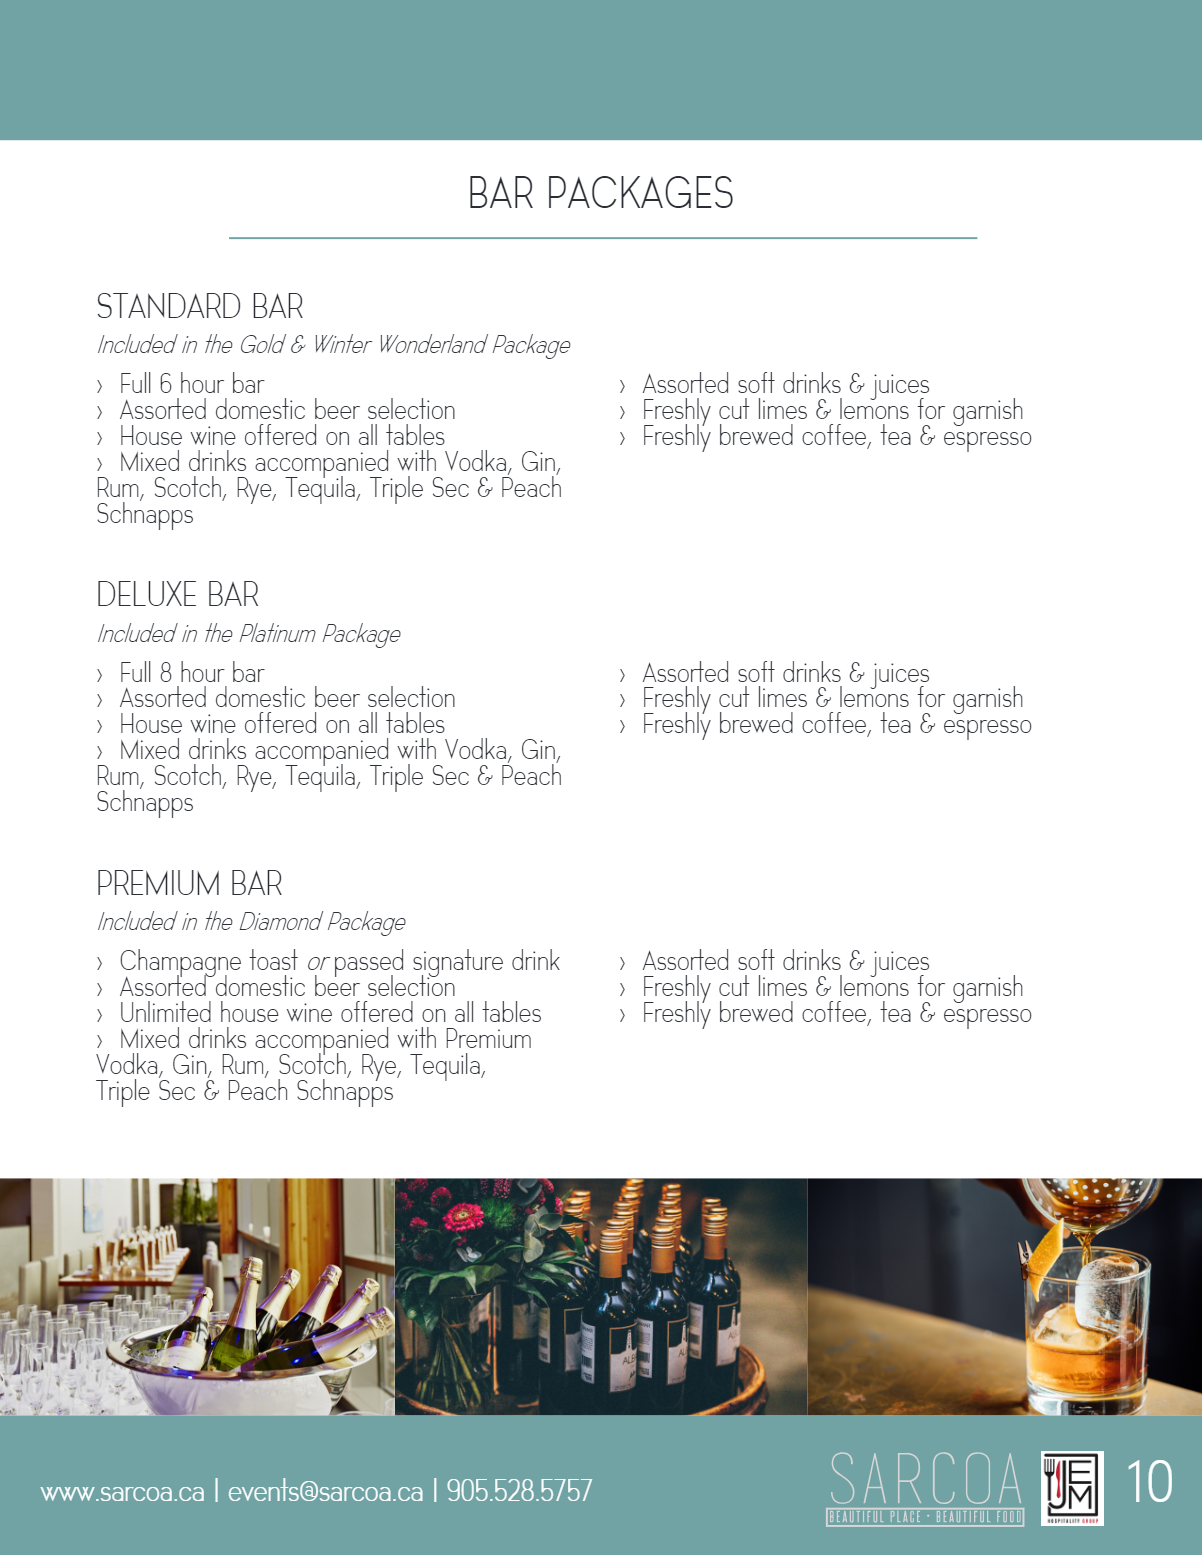 BAR PACKAGES
STANDARD BAR
Included in the Gold & Winter Wonderland Package
› Full 6 hour bar
› Assorted domestic beer selection
› House wine offered on all tables
› Mixed drinks accompanied with Vodka, Gin,
Rum, Scotch, Rye, Tequila, Triple Sec & Peach
Schnapps
› Assorted soft drinks & juices
› Freshly cut limes & lemons for garnish
› Freshly brewed coffee, tea & espresso
DELUXE BAR
Included in the Platinum Package
› Full 8 hour bar
› Assorted domestic beer selection
› House wine offered on all tables
› Mixed drinks accompanied with Vodka, Gin,
Rum, Scotch, Rye, Tequila, Triple Sec & Peach
Schnapps
› Assorted soft drinks & juices
› Freshly cut limes & lemons for garnish
› Freshly brewed coffee, tea & espresso
PREMIUM BAR
Included in the Diamond Package
› Champagne toast or passed signature drink
› Assorted domestic beer selection
› Unlimited house wine offered on all tables
› Mixed drinks accompanied with Premium
Vodka, Gin, Rum, Scotch, Rye, Tequila,
Triple Sec & Peach Schnapps
› Assorted soft drinks & juices
› Freshly cut limes & lemons for garnish
› Freshly brewed coffee, tea & espresso
www.sarcoa.ca | events@sarcoa.ca | 905.528.5757
SARCOA
BEAUTIFUL PLACE • BEAUTIFUL FOOD
JEM
HOSPITALITY GROUP
10